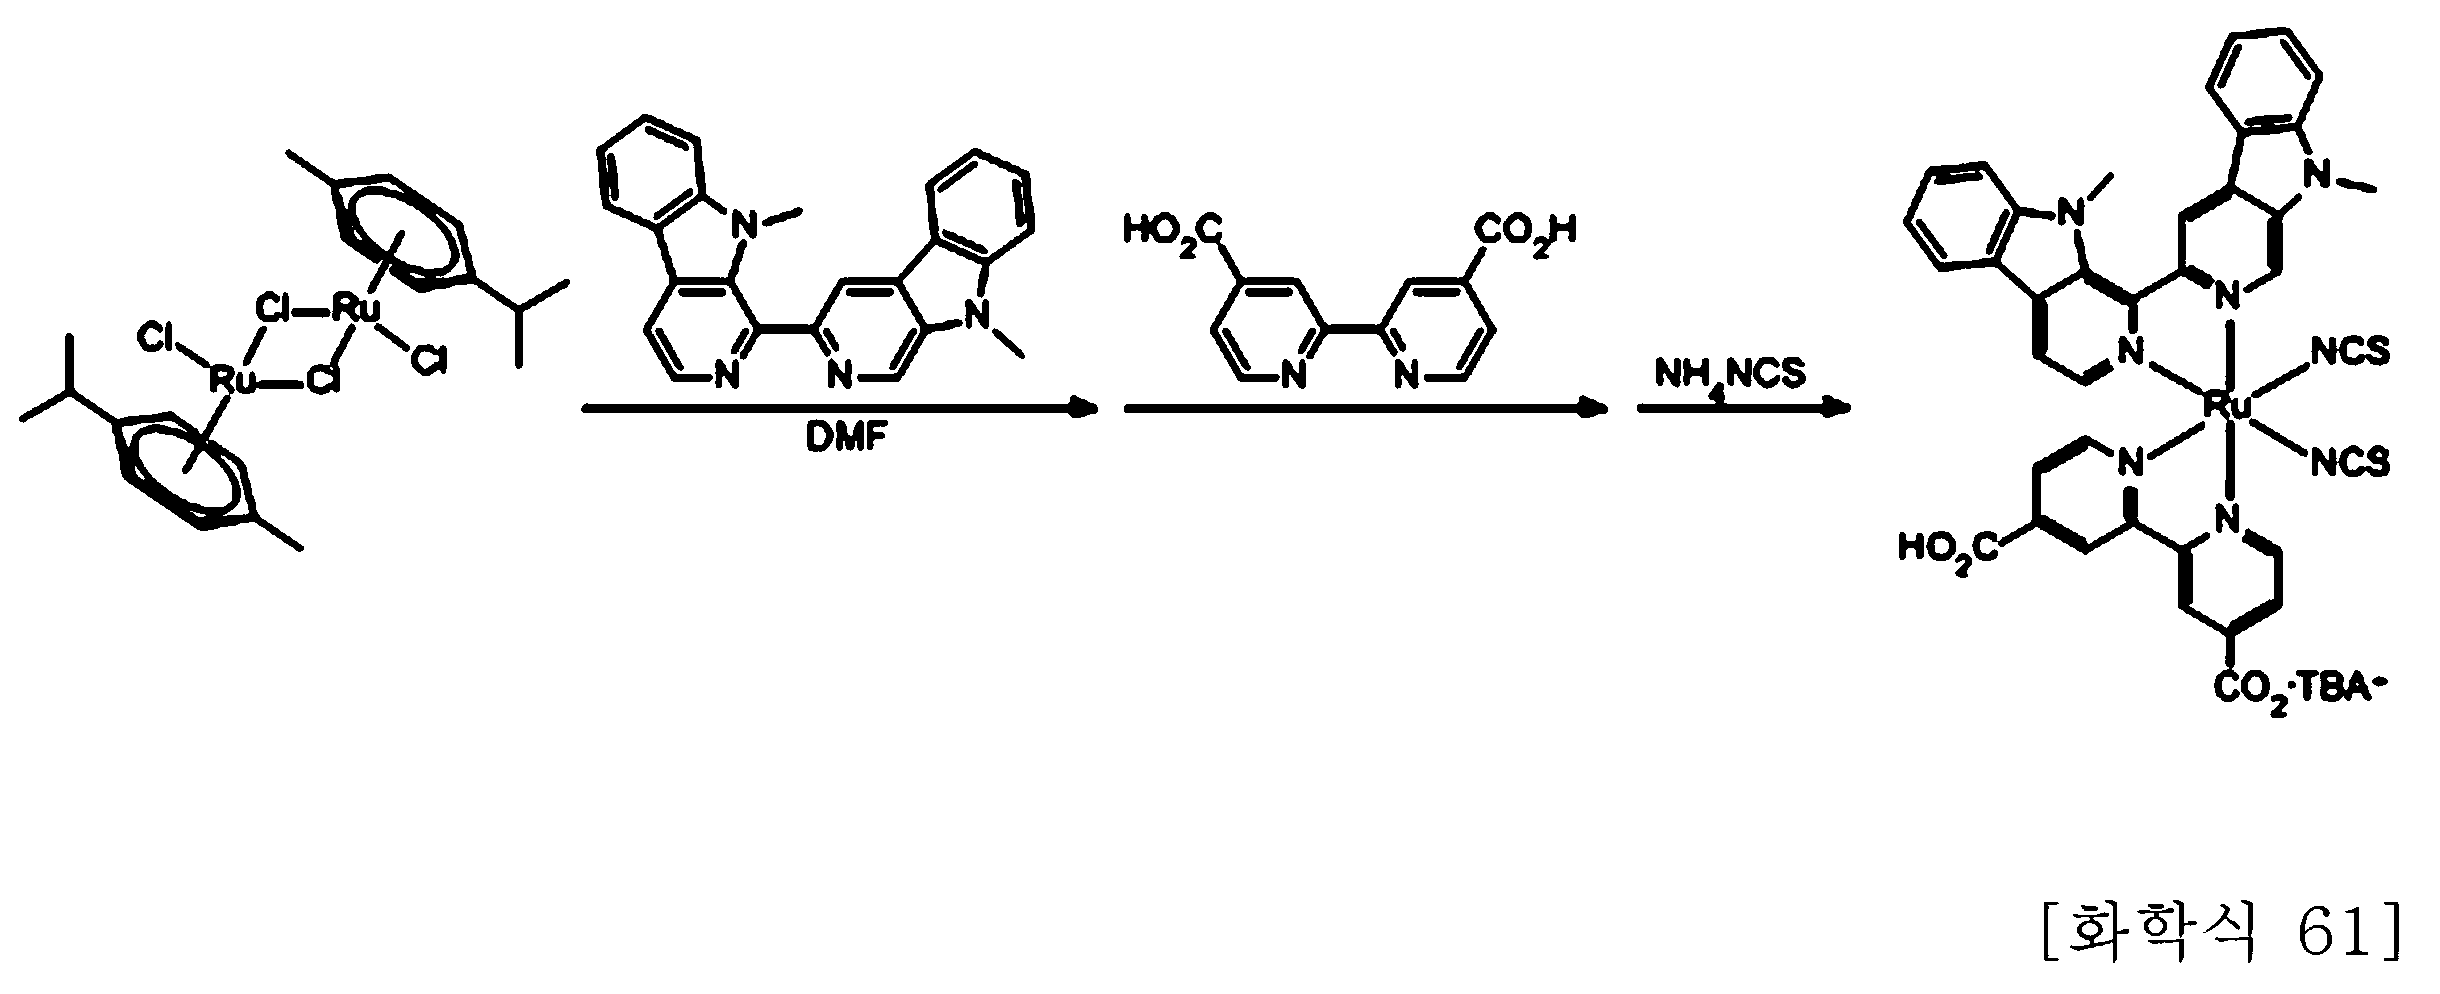 Cl Ru Cl
Cl Ru Cl
N N N N
DMF
HO2C CO2H
N N
NH4NCS
N
N
N
N NCS
Ru
N NCS
N
HO2C
CO2·TBA+
[화학식 61]